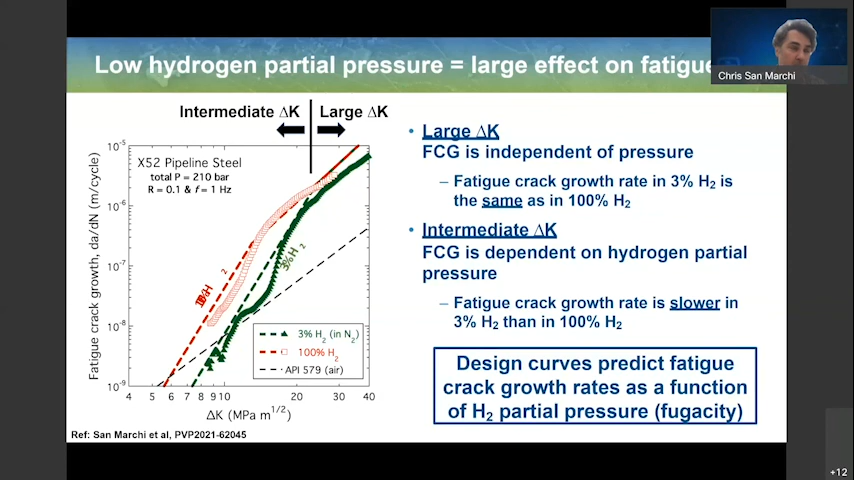 Low hydrogen partial pressure = large effect on fatigue
Chris San Marchi
Intermediate ΔK
Large ΔK
X52 Pipeline Steel
total P = 210 bar
R = 0.1 & f = 1 Hz
Fatigue crack growth, da/dN (m/cycle)
10⁻⁵
10⁻⁶
10⁻⁷
10⁻⁸
10⁻⁹
3% H₂
3% H₂ (in N₂)
100% H₂
API 579 (air)
4 5 6 7 8 9 10 20 30 40
ΔK (MPa m^1/2)
Ref: San Marchi et al, PVP2021-62045
• Large ΔK
FCG is independent of pressure
– Fatigue crack growth rate in 3% H₂ is
the same as in 100% H₂
• Intermediate ΔK
FCG is dependent on hydrogen partial
pressure
– Fatigue crack growth rate is slower in
3% H₂ than in 100% H₂
Design curves predict fatigue
crack growth rates as a function
of H₂ partial pressure (fugacity)
+12